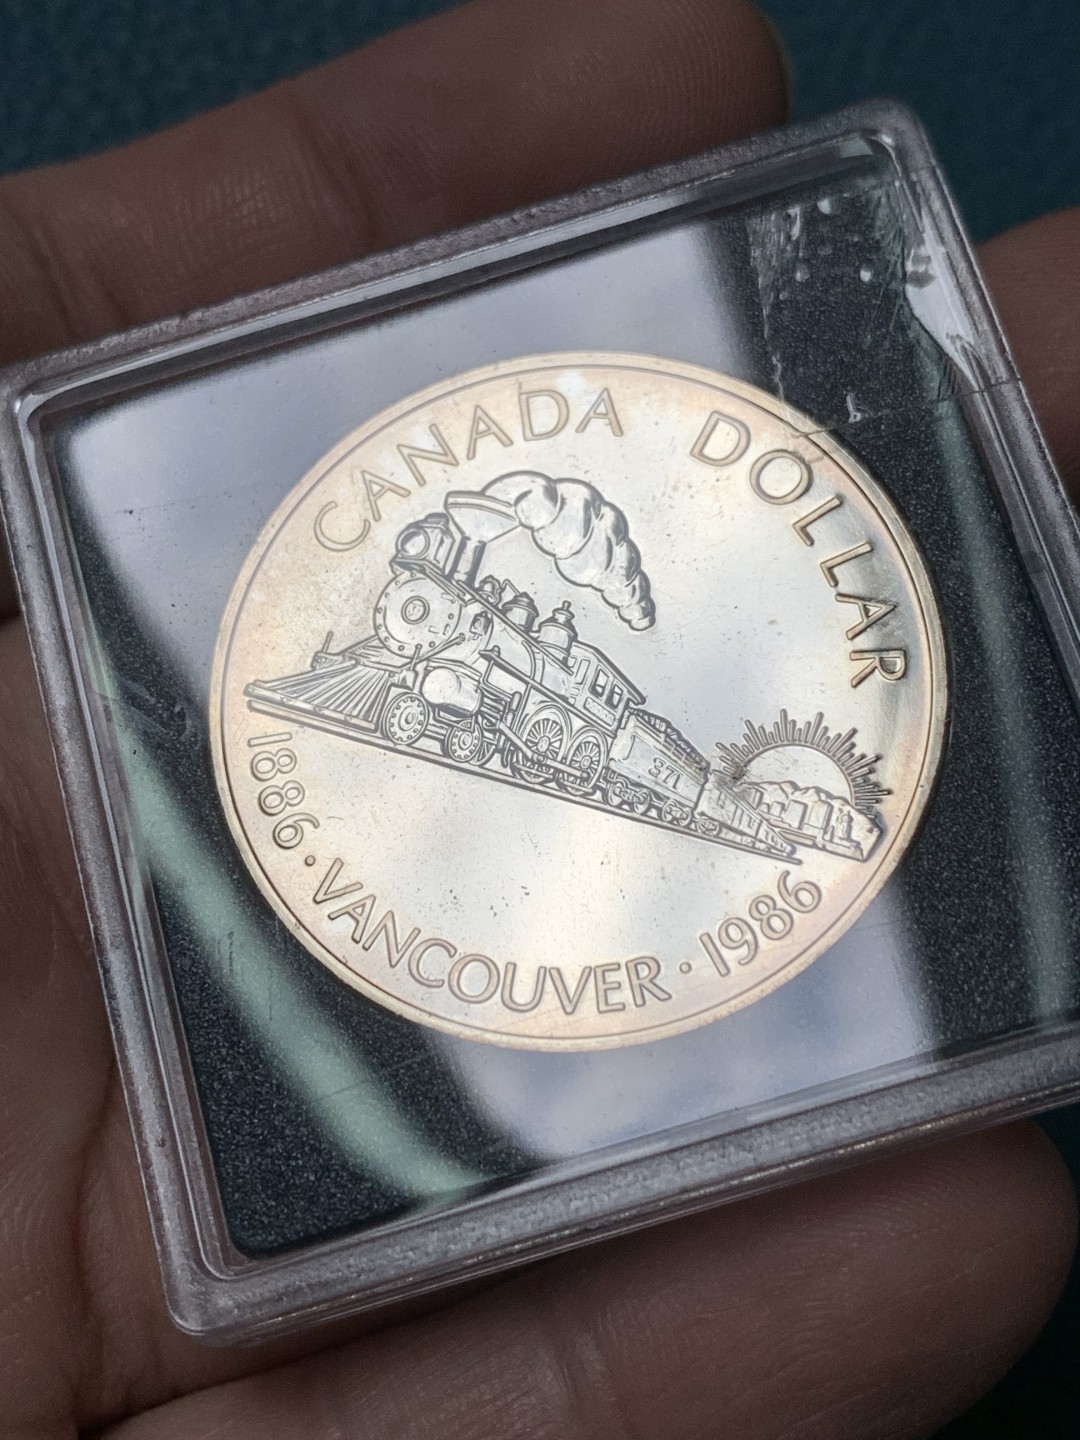 CANADA DOLLAR
371
1886 · VANCOUVER · 1986